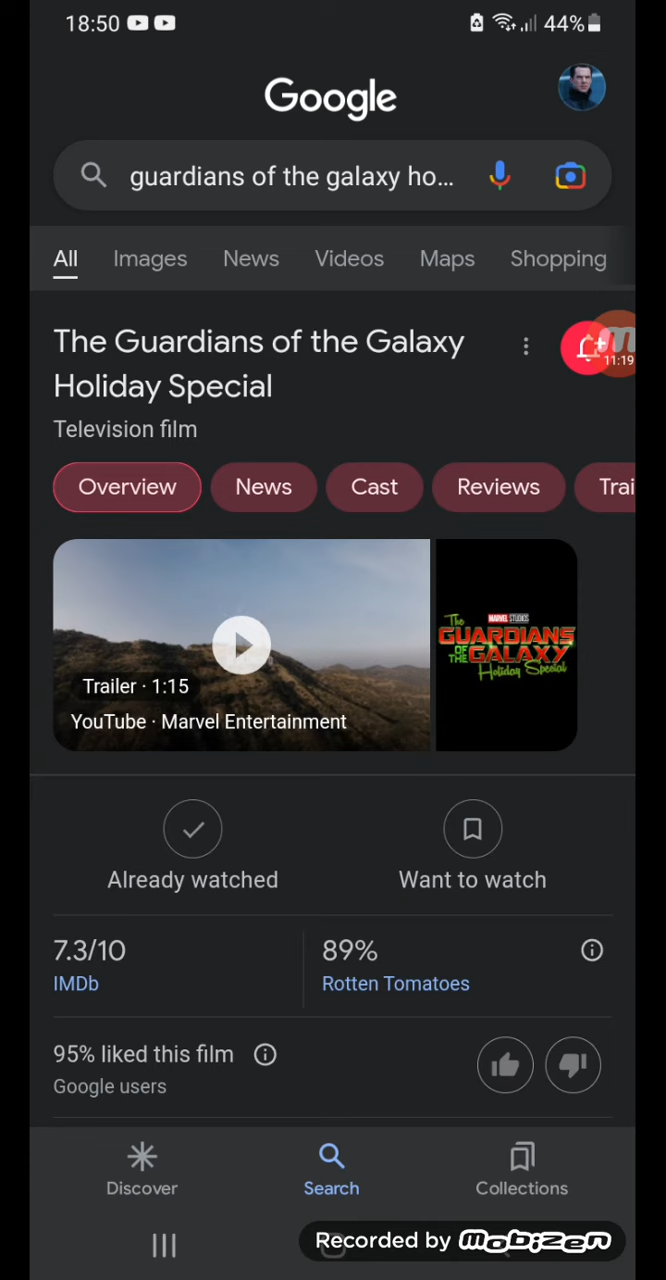 18:50
44%
Google
guardians of the galaxy ho...
All Images News Videos Maps Shopping
The Guardians of the Galaxy
Holiday Special
11:19
Television film
Overview News Cast Reviews Trai
Trailer · 1:15
YouTube · Marvel Entertainment
MARVEL STUDIOS
The
GUARDIANS
OF THE GALAXY
Holiday Special
Already watched
Want to watch
7.3/10
IMDb
89%
Rotten Tomatoes
95% liked this film
Google users
Discover
Search
Collections
Recorded by mobizen